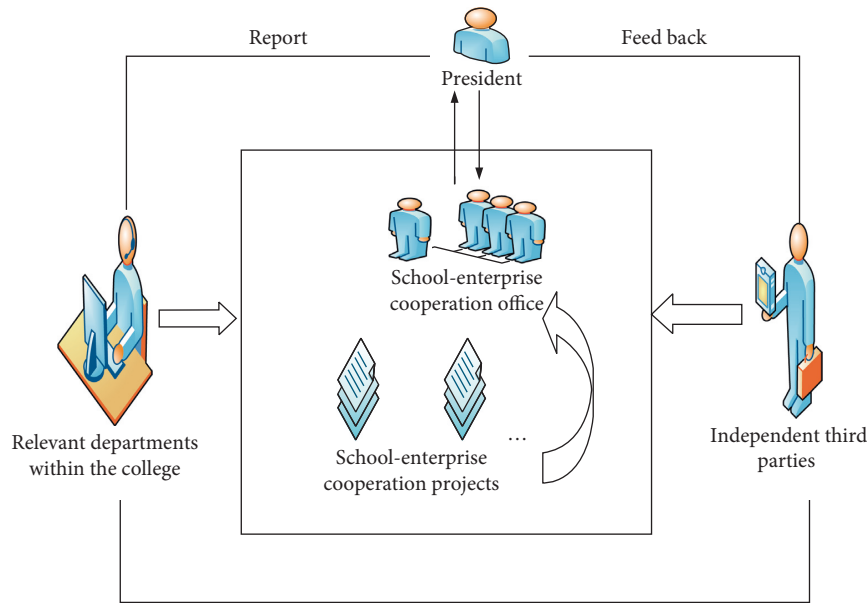 Report
Feed back
President
School-enterprise
cooperation office
Relevant departments
within the college
School-enterprise
cooperation projects
...
Independent third
parties